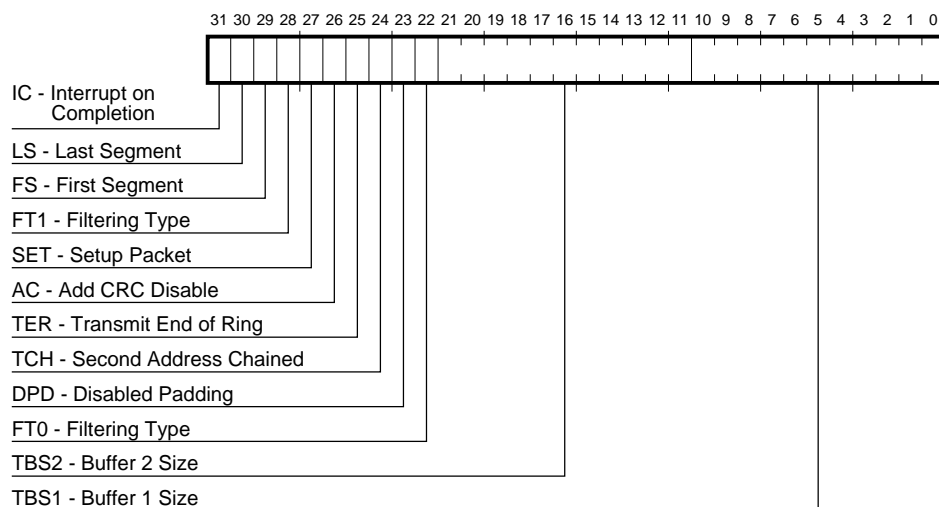 31 30 29 28 27 26 25 24 23 22 21 20 19 18 17 16 15 14 13 12 11 10 9 8 7 6 5 4 3 2 1 0
IC - Interrupt on
Completion
LS - Last Segment
FS - First Segment
FT1 - Filtering Type
SET - Setup Packet
AC - Add CRC Disable
TER - Transmit End of Ring
TCH - Second Address Chained
DPD - Disabled Padding
FT0 - Filtering Type
TBS2 - Buffer 2 Size
TBS1 - Buffer 1 Size